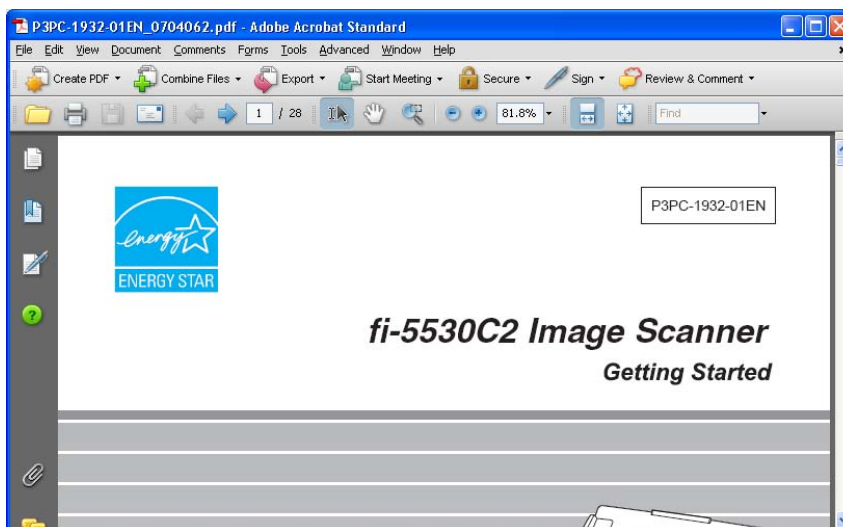 P3PC-1932-01EN_0704062.pdf - Adobe Acrobat Standard
File Edit View Document Comments Forms Tools Advanced Window Help
Create PDF Combine Files Export Start Meeting Secure Sign Review & Comment
1 / 28 81.8% Find
P3PC-1932-01EN
energy
ENERGY STAR
fi-5530C2 Image Scanner
Getting Started